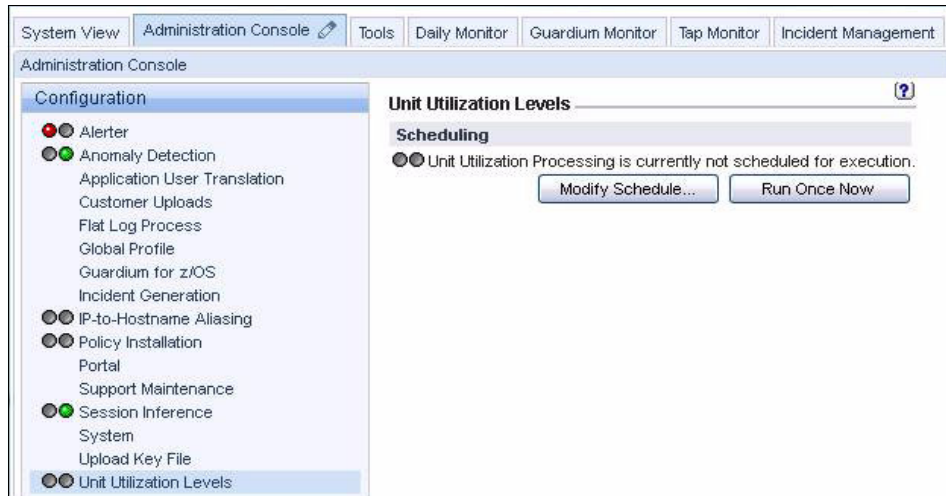 System View
Administration Console
Tools
Daily Monitor
Guardium Monitor
Tap Monitor
Incident Management
Administration Console
Configuration
Alerter
Anomaly Detection
Application User Translation
Customer Uploads
Flat Log Process
Global Profile
Guardium for z/OS
Incident Generation
IP-to-Hostname Aliasing
Policy Installation
Portal
Support Maintenance
Session Inference
System
Upload Key File
Unit Utilization Levels
Unit Utilization Levels
?
Scheduling
Unit Utilization Processing is currently not scheduled for execution.
Modify Schedule...
Run Once Now